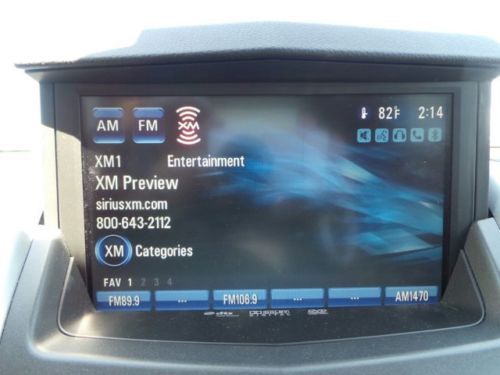 AM FM XM 82°F 2:14
XM1 Entertainment
XM Preview
siriusxm.com
800-643-2112
XM Categories
FAV 1 2 3 4
FM89.9 --- FM106.9 --- --- AM1470
dts